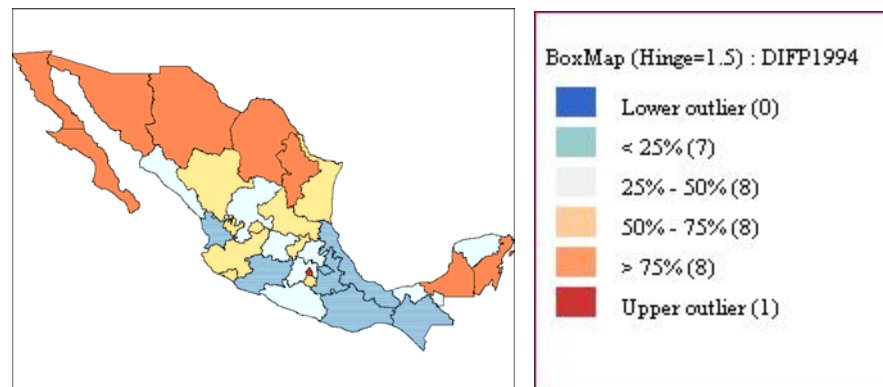 BoxMap (Hinge=1.5) : DIFP1994
Lower outlier (0)
< 25% (7)
25% - 50% (8)
50% - 75% (8)
> 75% (8)
Upper outlier (1)